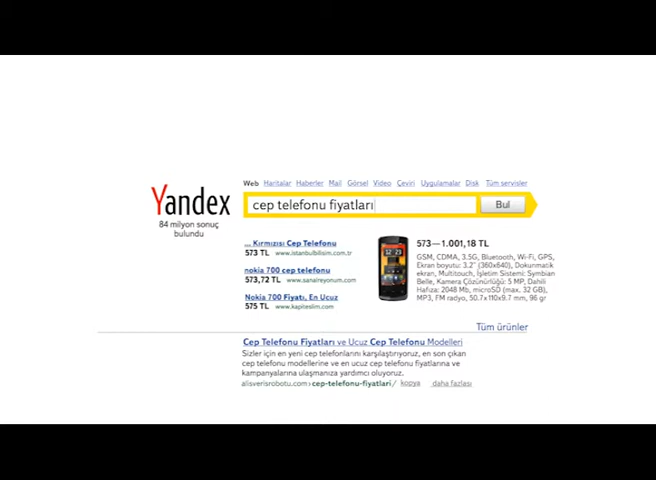 Web Haritalar Haberler Mail Görsel Video Çeviri Uygulamalar Disk Tüm servisler
Yandex
cep telefonu fiyatları
Bul
84 milyon sonuç
bulundu
... Kırmızısı Cep Telefonu
573 TL www.istanbulbilisim.com.tr
nokia 700 cep telefonu
573,72 TL www.sanalreyonum.com
Nokia 700 Fiyatı, En Ucuz
575 TL www.kapiteslim.com
573—1.001,18 TL
GSM, CDMA, 3.5G, Bluetooth, Wi-Fi, GPS,
Ekran boyutu: 3.2" (360x640), Dokunmatik
ekran, Multitouch, İşletim Sistemi: Symbian
Belle, Kamera Çözünürlüğü: 5 MP, Dahili
Hafıza: 2048 Mb, microSD (max. 32 GB),
MP3, FM radyo, 50.7x110x9.7 mm, 96 gr
Tüm ürünler
Cep Telefonu Fiyatları ve Ucuz Cep Telefonu Modelleri
Sizler için en yeni cep telefonlarını karşılaştırıyoruz, en son çıkan
cep telefonu modellerine ve en ucuz cep telefonu fiyatlarına ve
kampanyalarına ulaşmanıza yardımcı oluyoruz.
alisverisrobotu.com›cep-telefonu-fiyatlari/ kopya daha fazlası